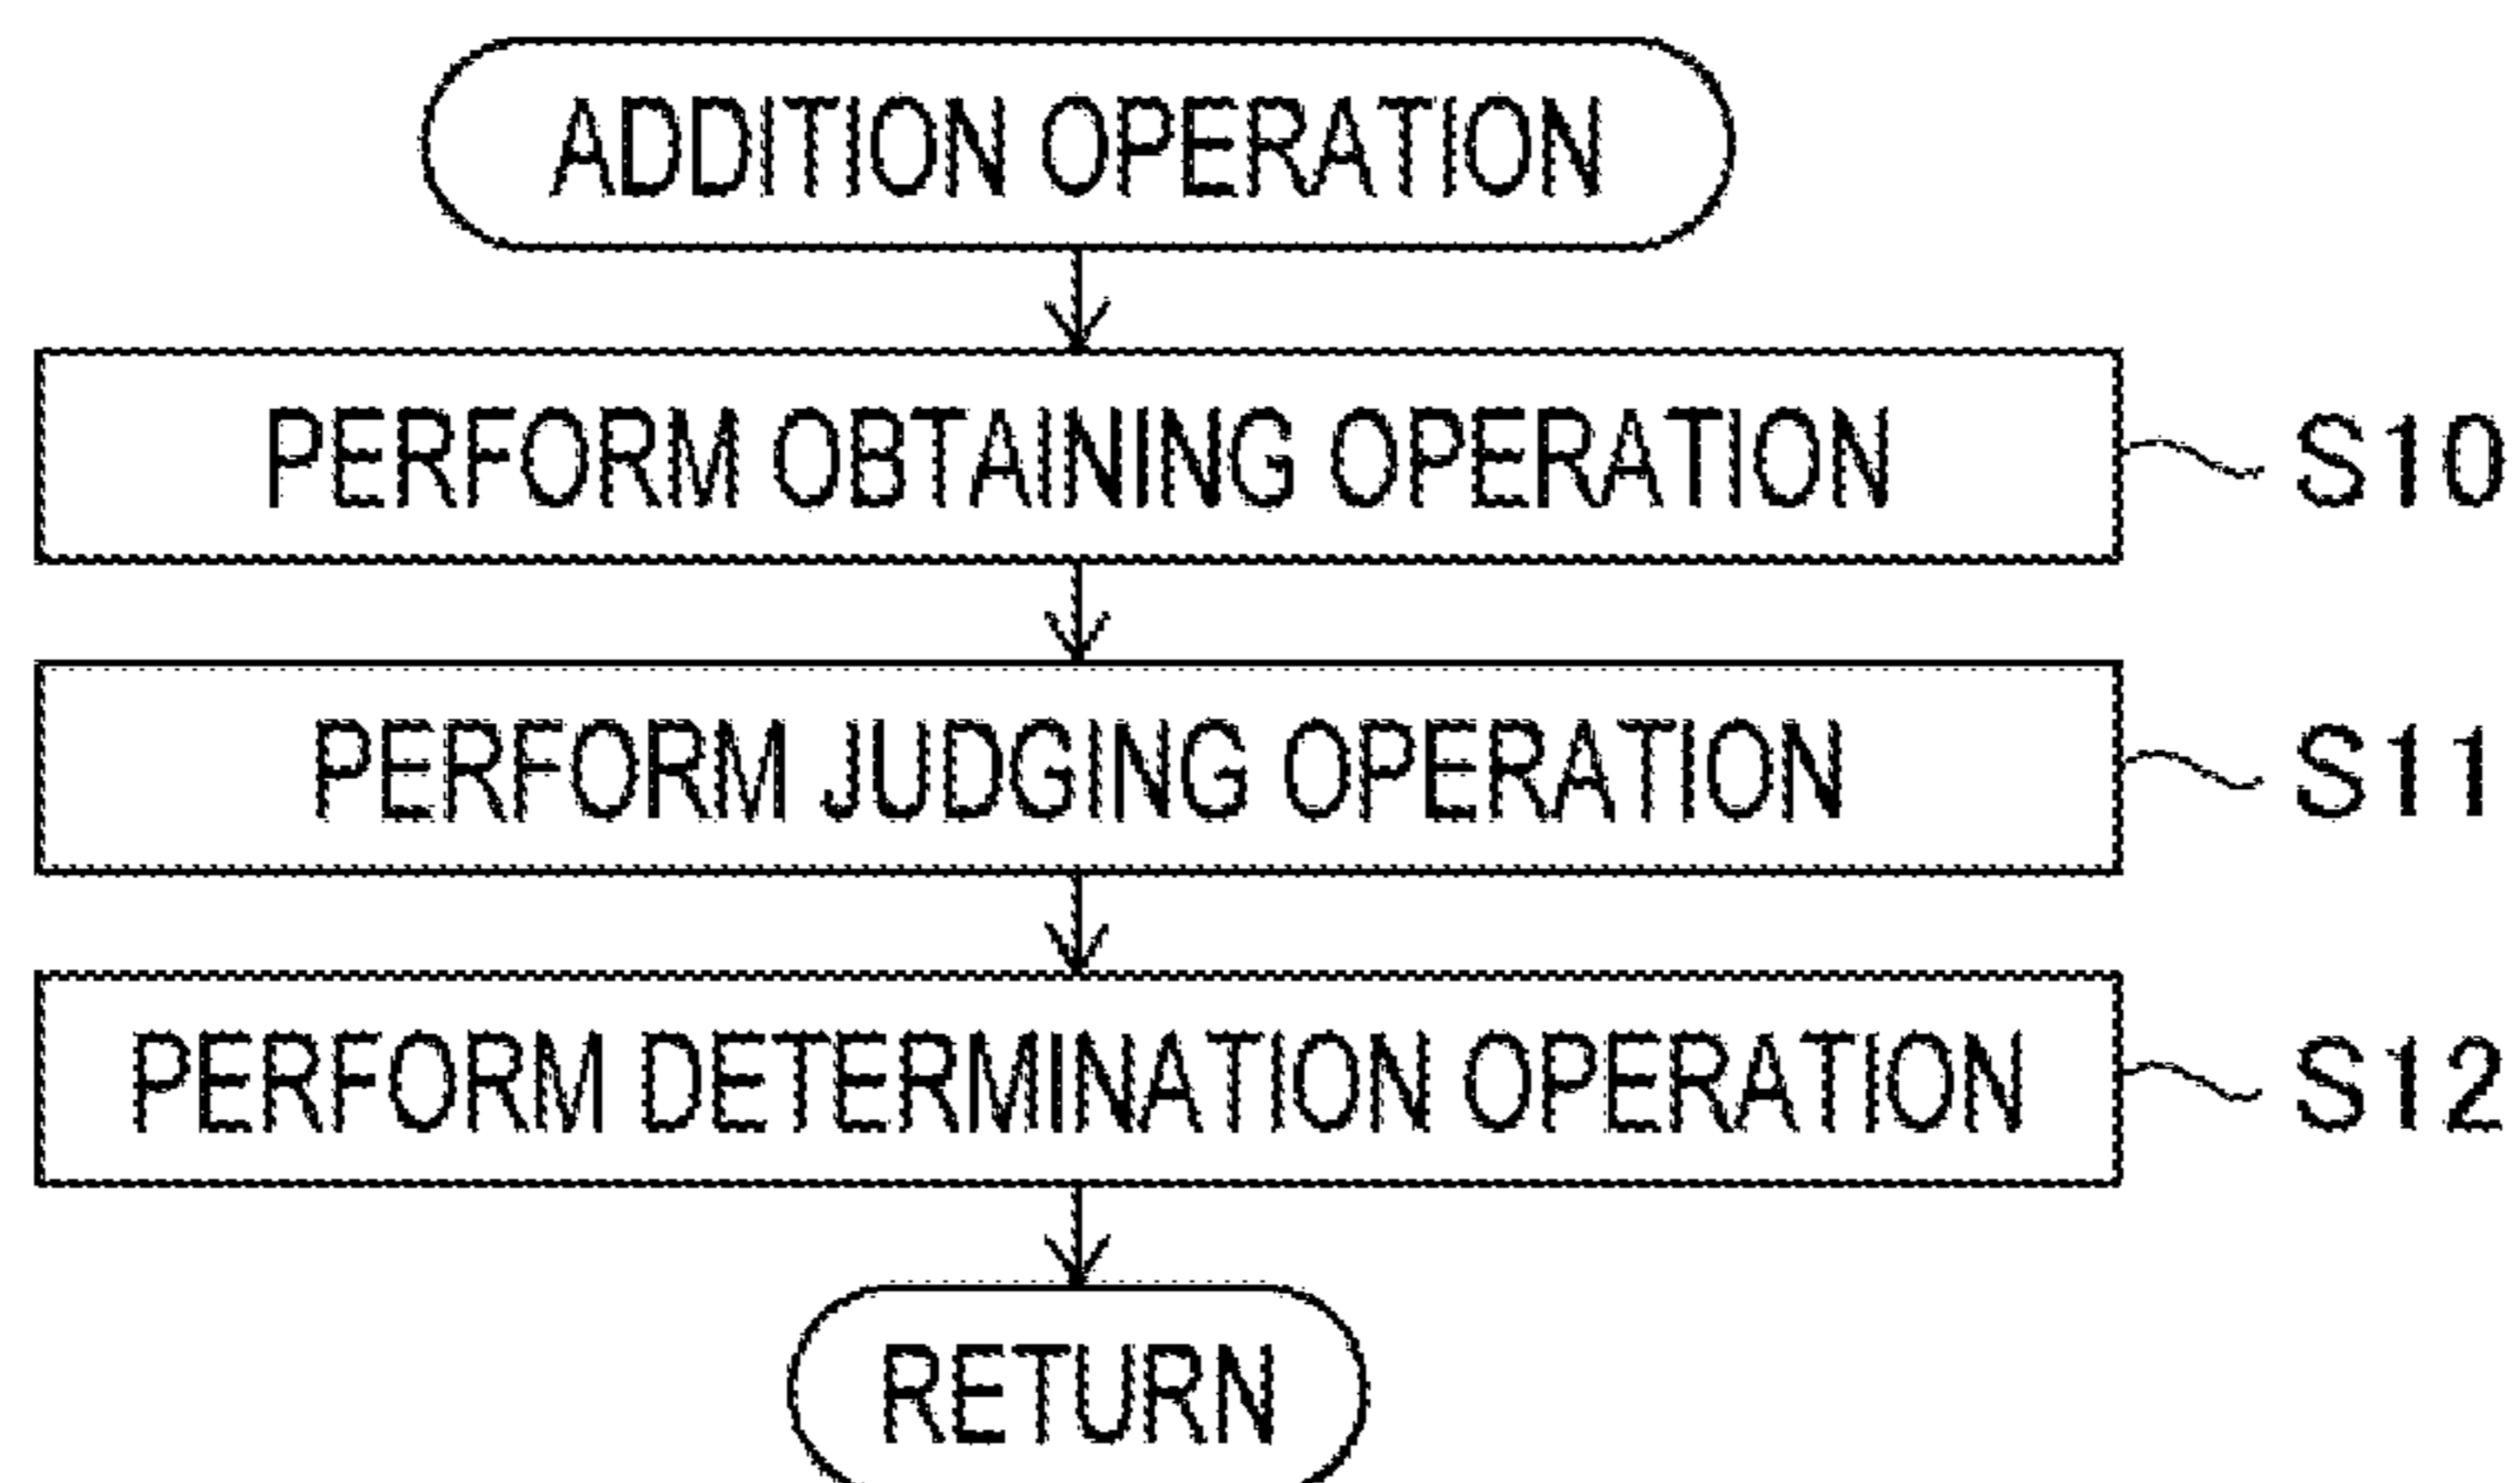 ADDITION OPERATION
PERFORM OBTAINING OPERATION
S10
PERFORM JUDGING OPERATION
S11
PERFORM DETERMINATION OPERATION
S12
RETURN